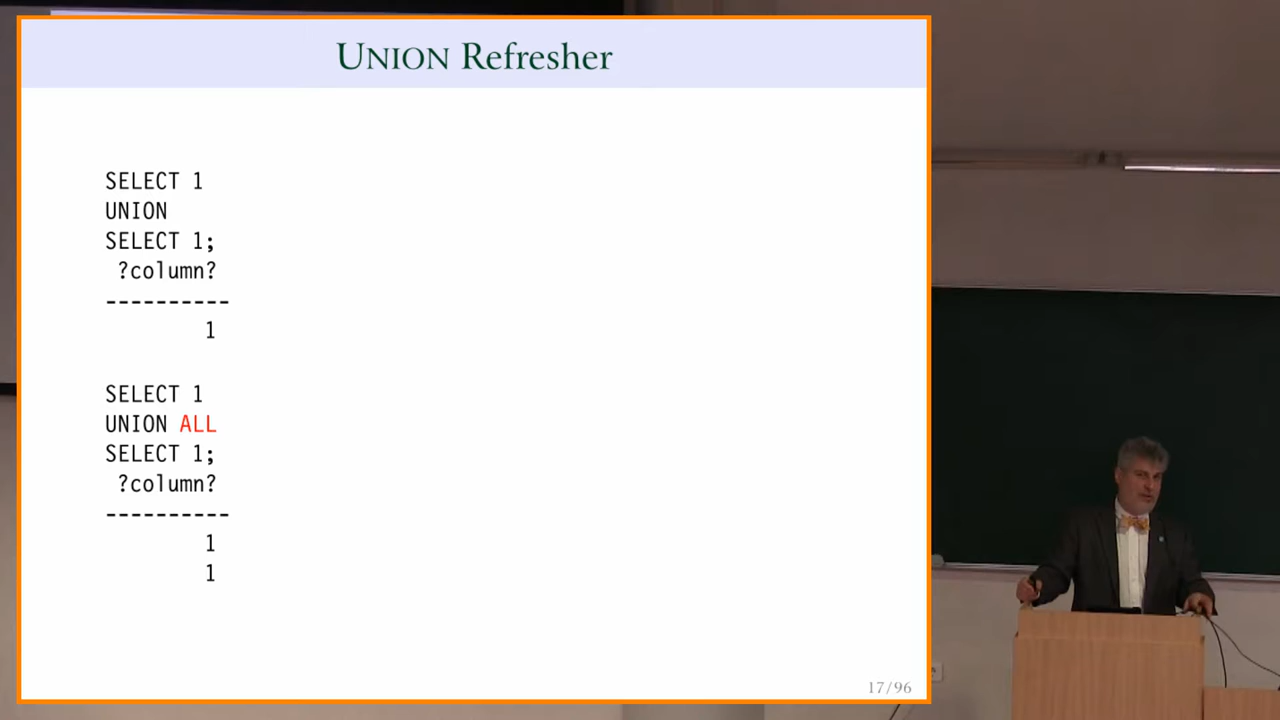 UNION Refresher
SELECT 1
UNION
SELECT 1;
?column?
----------
1
SELECT 1
UNION ALL
SELECT 1;
?column?
----------
1
1
17/96